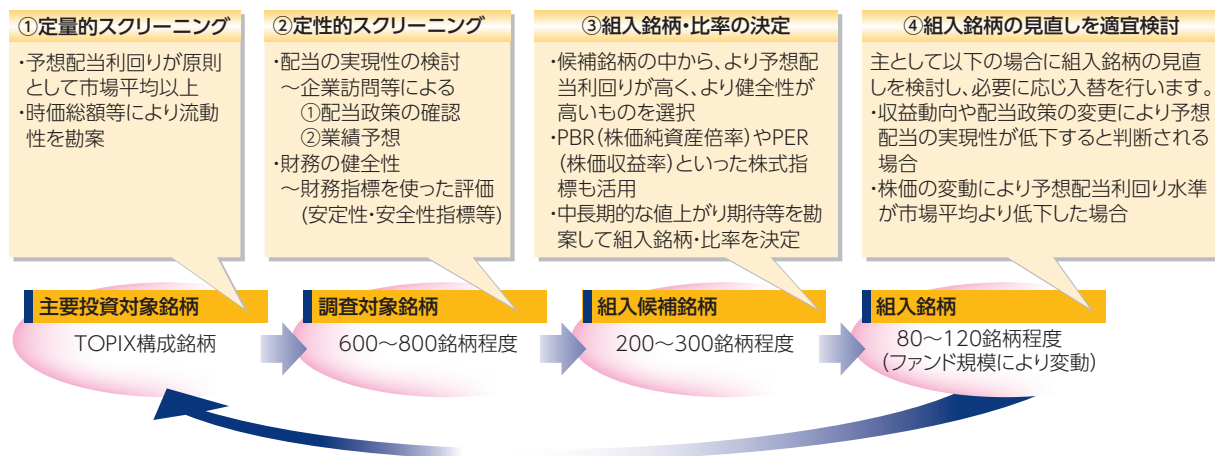 ①定量的スクリーニング
・予想配当利回りが原則
として市場平均以上
・時価総額等により流動
性を勘案
②定性的スクリーニング
・配当の実現性の検討
～企業訪問等による
①配当政策の確認
②業績予想
・財務の健全性
～財務指標を使った評価
(安定性・安全性指標等)
③組入銘柄・比率の決定
・候補銘柄の中から、より予想配
当利回りが高く、より健全性が
高いものを選択
・PBR(株価純資産倍率)やPER
(株価収益率)といった株式指
標も活用
・中長期的な値上がり期待等を勘
案して組入銘柄・比率を決定
④組入銘柄の見直しを適宜検討
主として以下の場合に組入銘柄の見直
しを検討し、必要に応じ入替を行います。
・収益動向や配当政策の変更により予想
配当の実現性が低下すると判断される
場合
・株価の変動により予想配当利回り水準
が市場平均より低下した場合
主要投資対象銘柄
TOPIX構成銘柄
調査対象銘柄
600～800銘柄程度
組入候補銘柄
200～300銘柄程度
組入銘柄
80～120銘柄程度
(ファンド規模により変動)